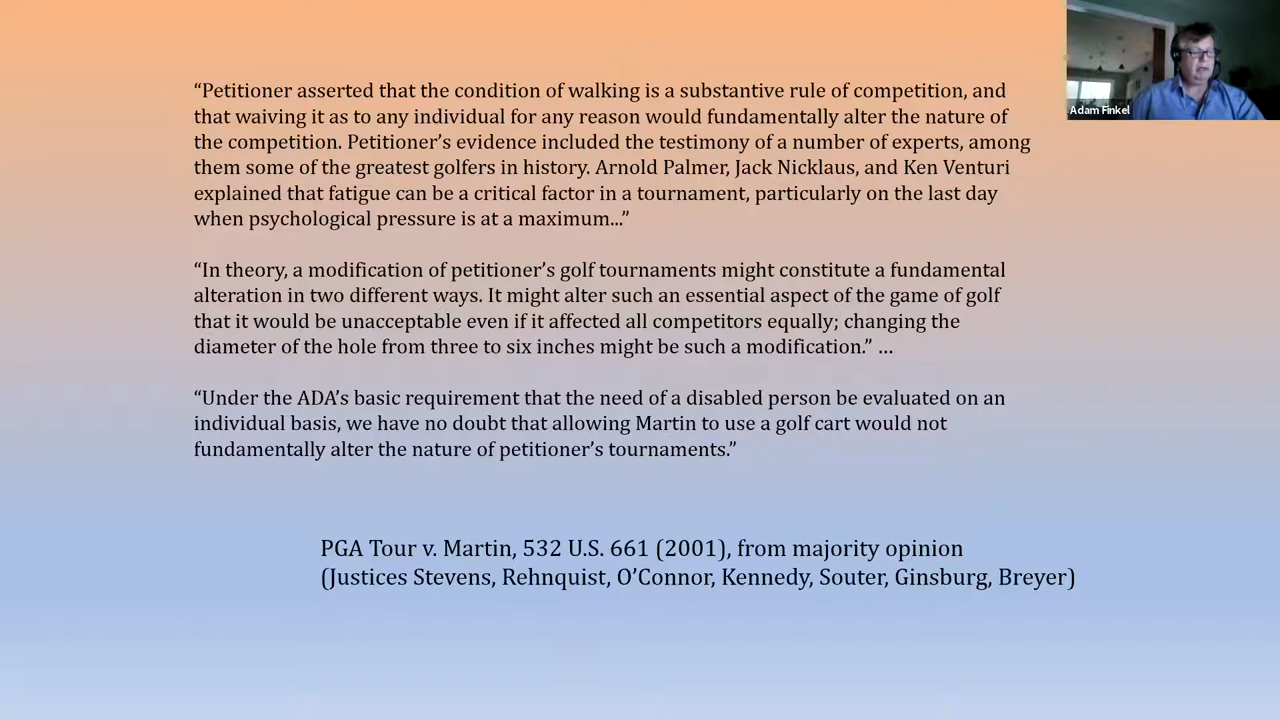 “Petitioner asserted that the condition of walking is a substantive rule of competition, and
that waiving it as to any individual for any reason would fundamentally alter the nature of
the competition. Petitioner’s evidence included the testimony of a number of experts, among
them some of the greatest golfers in history. Arnold Palmer, Jack Nicklaus, and Ken Venturi
explained that fatigue can be a critical factor in a tournament, particularly on the last day
when psychological pressure is at a maximum...”
“In theory, a modification of petitioner’s golf tournaments might constitute a fundamental
alteration in two different ways. It might alter such an essential aspect of the game of golf
that it would be unacceptable even if it affected all competitors equally; changing the
diameter of the hole from three to six inches might be such a modification.” ...
“Under the ADA’s basic requirement that the need of a disabled person be evaluated on an
individual basis, we have no doubt that allowing Martin to use a golf cart would not
fundamentally alter the nature of petitioner’s tournaments.”
PGA Tour v. Martin, 532 U.S. 661 (2001), from majority opinion
(Justices Stevens, Rehnquist, O’Connor, Kennedy, Souter, Ginsburg, Breyer)
Adam Finkel